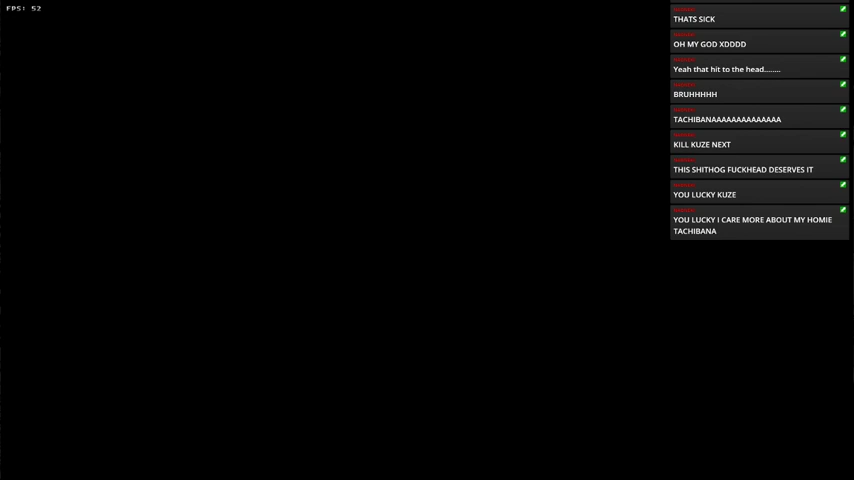 FPS: 52
THATS SICK
OH MY GOD XDDDD
Yeah that hit to the head........
BRUHHHHH
TACHIBANAAAAAAAAAAAAAA
KILL KUZE NEXT
THIS SHITHOG FUCKHEAD DESERVES IT
YOU LUCKY KUZE
YOU LUCKY I CARE MORE ABOUT MY HOMIE
TACHIBANA